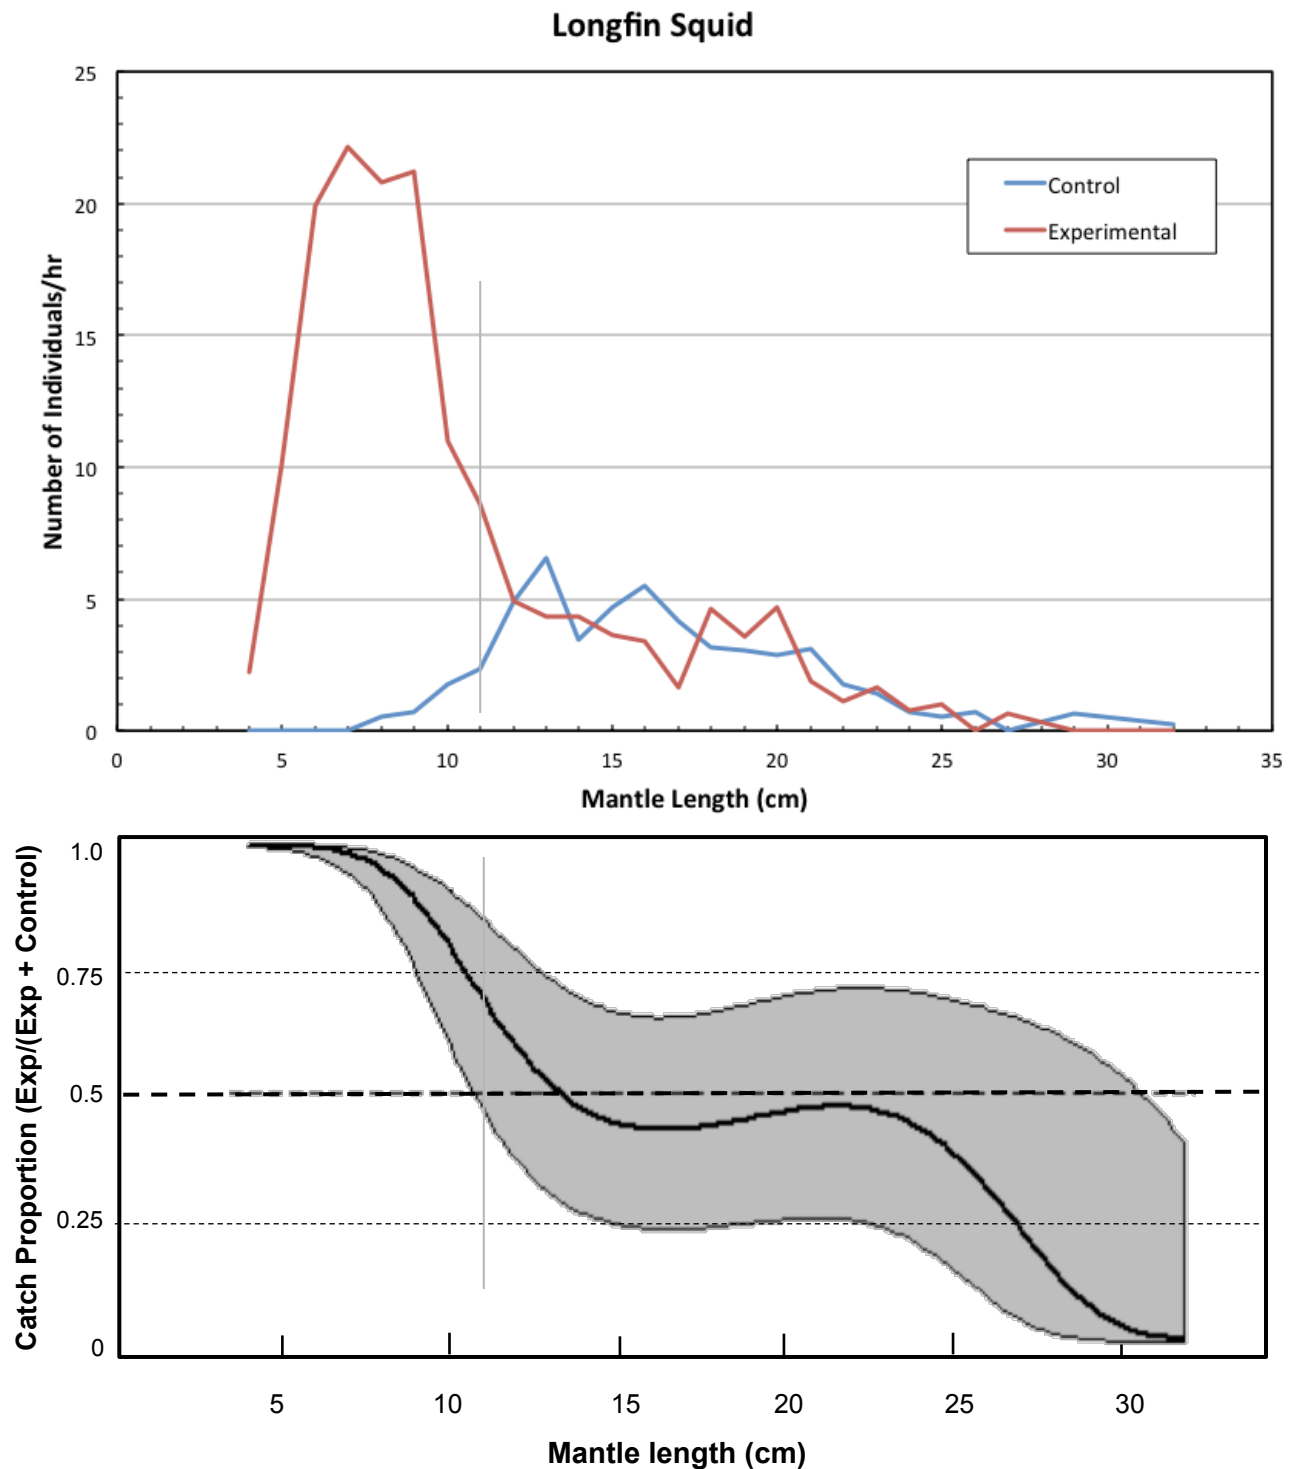 Longfin Squid
25
20
15
10
5
0
Number of Individuals/hr
Control
Experimental
0 5 10 15 20 25 30 35
Mantle Length (cm)
1.0
0.75
0.5
0.25
0
Catch Proportion (Exp/(Exp + Control)
5 10 15 20 25 30
Mantle length (cm)